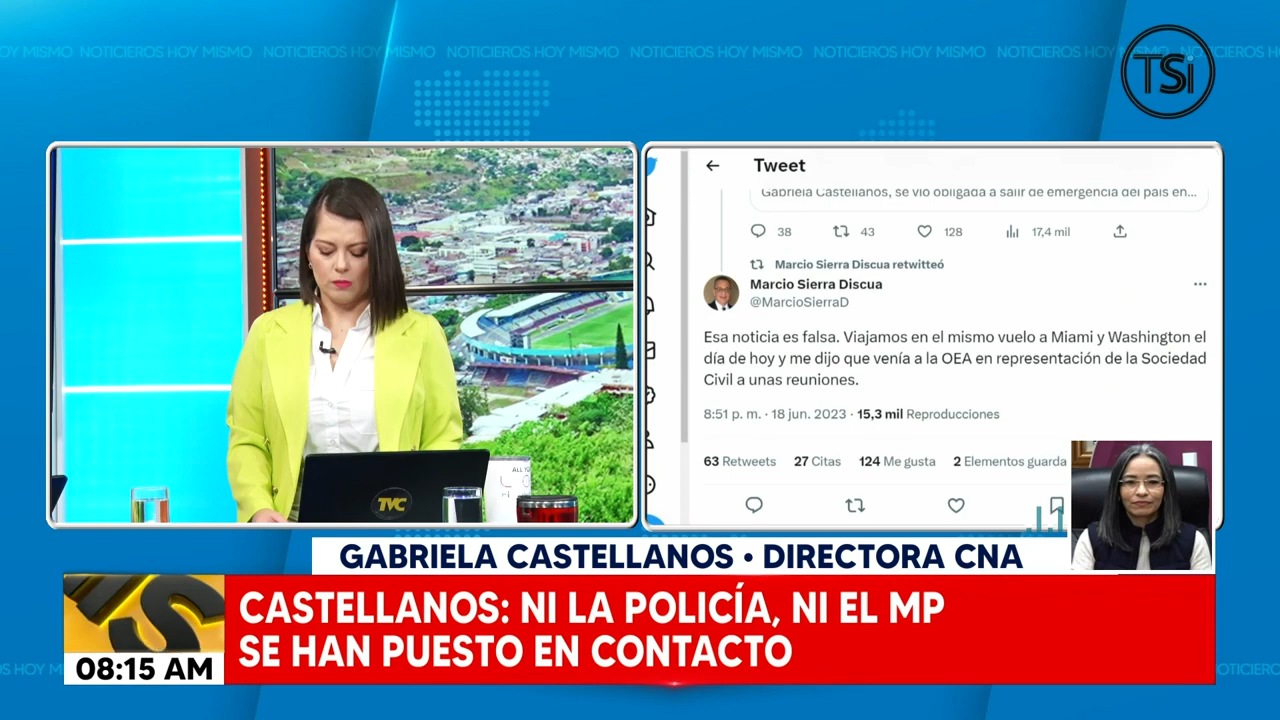 OY MISMO NOTICIEROS HOY MISMO NOTICIEROS HOY MISMO NOTICIEROS HOY MISMO NOTICIEROS HOY MISMO NOTICIEROS HOY MISMO NOTICIEROS HOY MISMO
TSi
Tweet
Gabriela Castellanos, se vio obligada a salir de emergencia del país en...
38 43 128 17,4 mil
Marcio Sierra Discua retwitteó
Marcio Sierra Discua
@MarcioSierraD
Esa noticia es falsa. Viajamos en el mismo vuelo a Miami y Washington el
día de hoy y me dijo que venía a la OEA en representación de la Sociedad
Civil a unas reuniones.
8:51 p. m. · 18 jun. 2023 · 15,3 mil Reproducciones
63 Retweets 27 Citas 124 Me gusta 2 Elementos guarda
TVC
GABRIELA CASTELLANOS • DIRECTORA CNA
CASTELLANOS: NI LA POLICÍA, NI EL MP
SE HAN PUESTO EN CONTACTO
08:15 AM